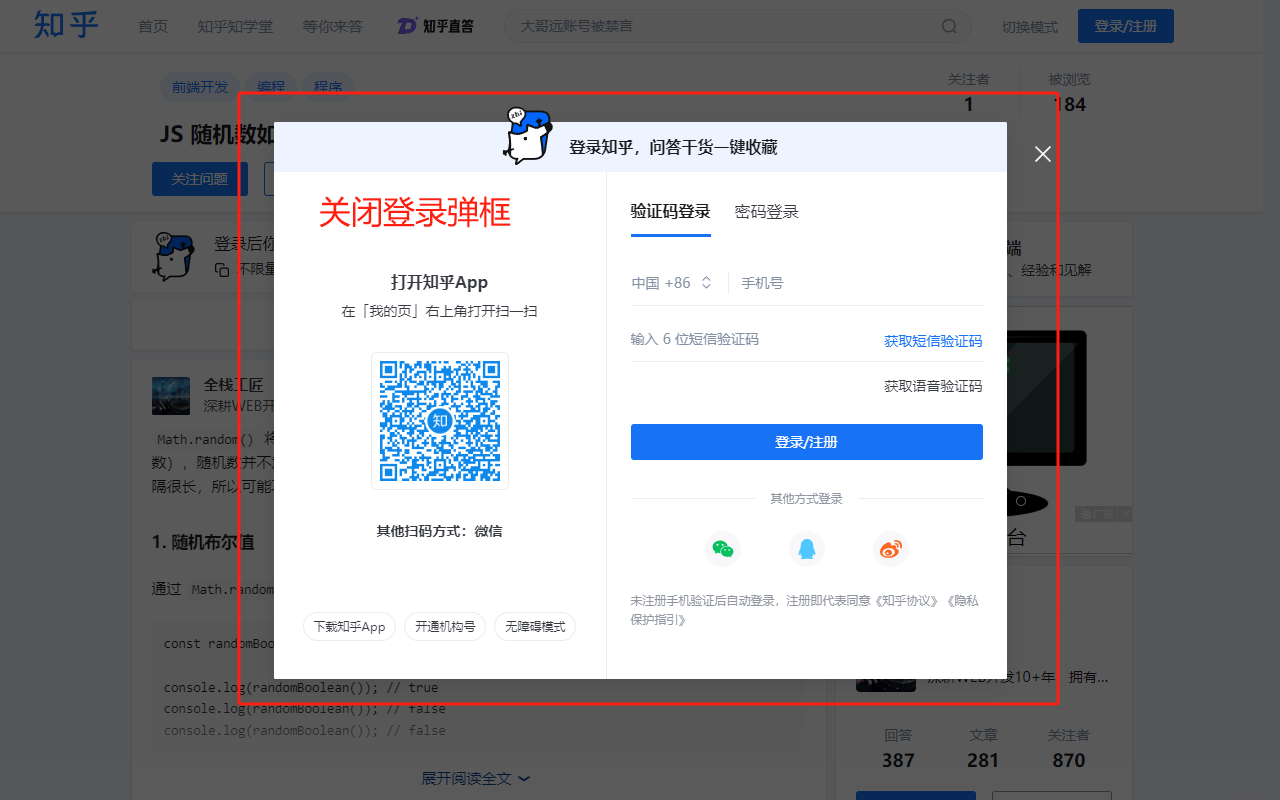 知乎
首页 知乎知学堂 等你来答 知乎直答 大哥远账号被禁言 切换模式 登录/注册
前端开发 编程 程序
关注者 被浏览
1 184
JS 随机数如
关注问题
zhi
登录知乎，问答干货一键收藏
关闭登录弹框
打开知乎App
在「我的页」右上角打开扫一扫
知
其他扫码方式：微信
下载知乎App 开通机构号 无障碍模式
验证码登录 密码登录
中国 +86 手机号
输入 6 位短信验证码 获取短信验证码
获取语音验证码
登录/注册
其他方式登录
未注册手机验证后自动登录，注册即代表同意《知乎协议》《隐私
保护指引》
登录后你
不限量
端
、经验和见解
全栈工匠
深耕WEB开
Math.random()
数），随机数并不
隔很长，所以可能
1. 随机布尔值
通过 Math.random
const randomBoo
console.log(randomBoolean()); // true
console.log(randomBoolean()); // false
console.log(randomBoolean()); // false
展开阅读全文
广告
台
深耕WEB开发10+年，拥有...
回答 文章 关注者
387 281 870